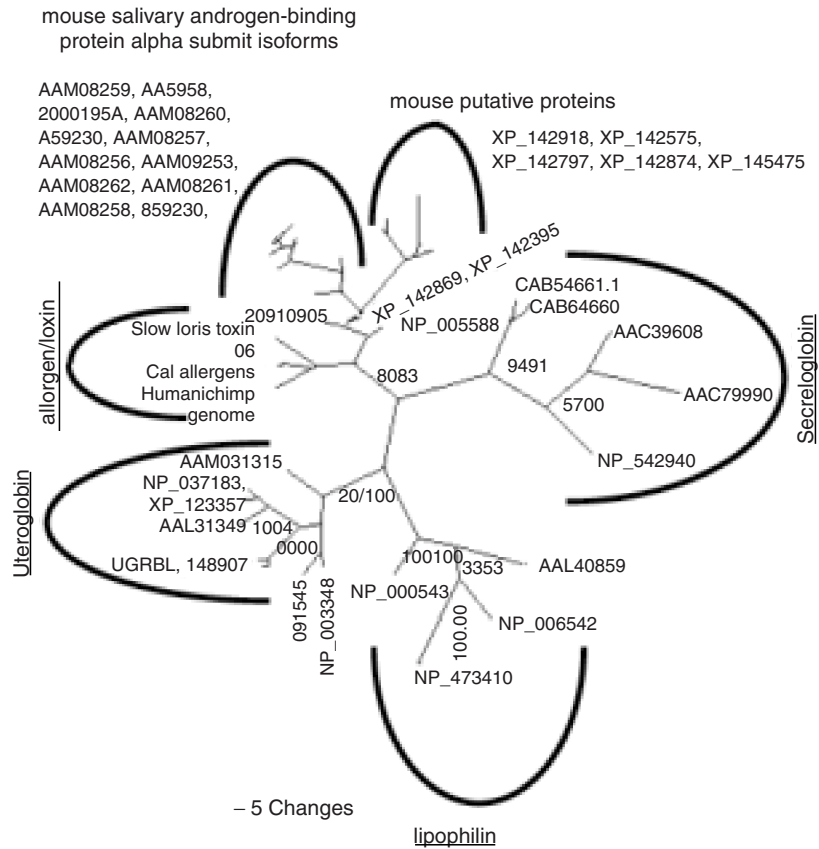 mouse salivary androgen-binding
protein alpha submit isoforms
AAM08259, AA5958,
2000195A, AAM08260,
A59230, AAM08257,
AAM08256, AAM09253,
AAM08262, AAM08261,
AAM08258, 859230,
mouse putative proteins
XP_142918, XP_142575,
XP_142797, XP_142874, XP_145475
XP_142869, XP_142395
20910905
NP_005588
CAB54661.1
CAB64660
AAC39608
AAC79990
NP_542940
9491
5700
8083
Secreloglobin
allorgen/loxin
Slow loris toxin
06
Cal allergens
Humanichimp
genome
Uteroglobin
AAM031315
NP_037183,
XP_123357
AAL31349
1004
0000
20/100
UGRBL, 148907
091545
NP_003348
100100
3353
AAL40859
NP_000543
100.00
NP_006542
NP_473410
– 5 Changes
lipophilin